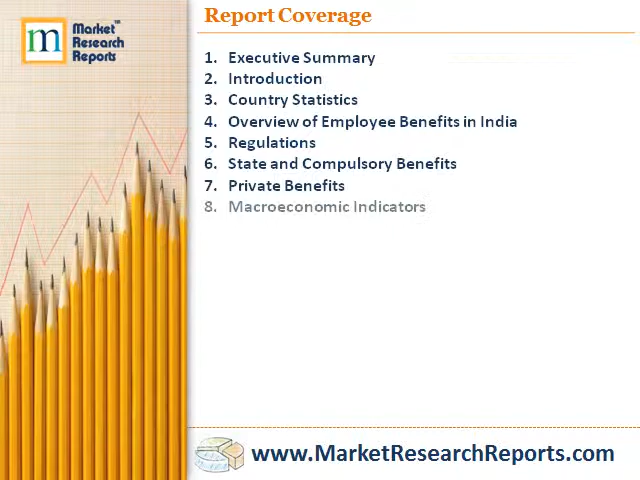 Report Coverage
m
Market
Research
Reports
1. Executive Summary
2. Introduction
3. Country Statistics
4. Overview of Employee Benefits in India
5. Regulations
6. State and Compulsory Benefits
7. Private Benefits
8. Macroeconomic Indicators
www.MarketResearchReports.com